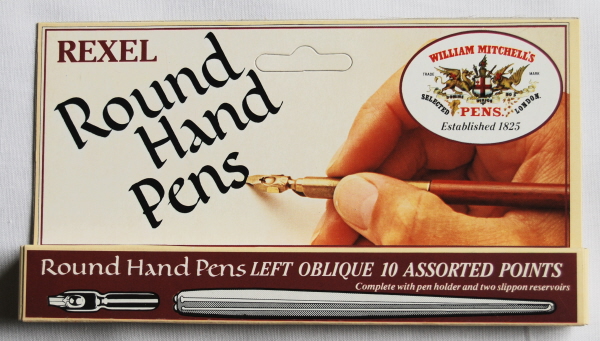 REXEL
Round
Hand
Pens
WILLIAM MITCHELL'S
TRADE MARK
SELECTED LONDON
PENS.
Established 1825
Round Hand Pens LEFT OBLIQUE 10 ASSORTED POINTS
Complete with pen holder and two slippon reservoirs